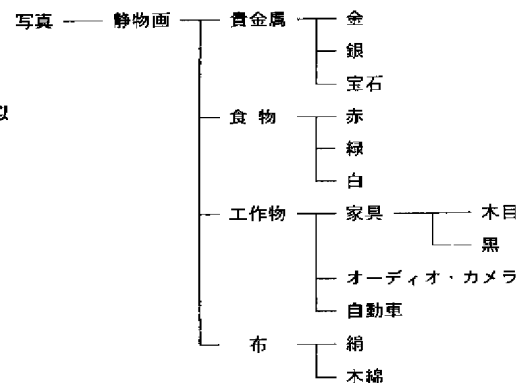 写真 静物画 貴金属 金
銀
宝石
食物 赤
緑
白
工作物 家具 木目
黒
オーディオ・カメラ
自動車
布 絹
木綿